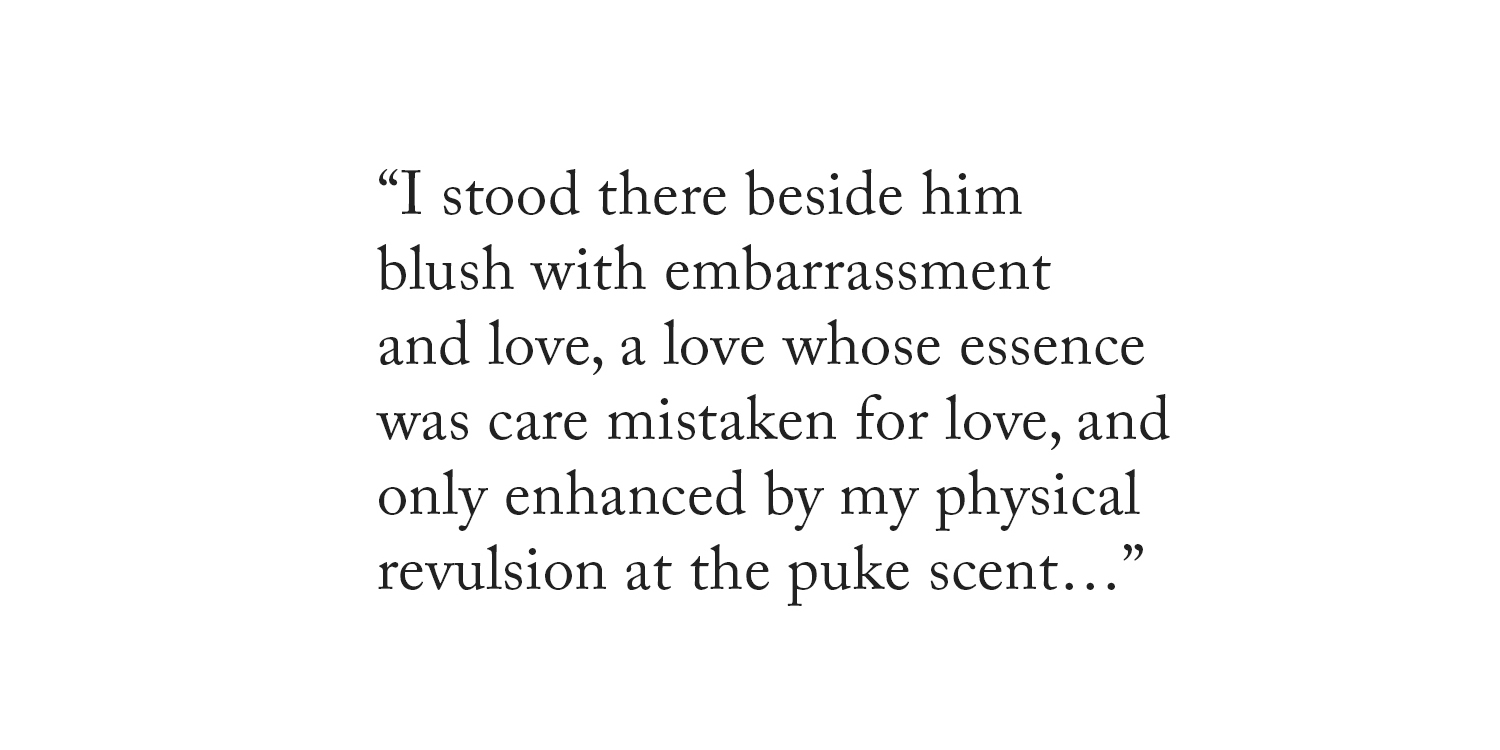 “I stood there beside him
blush with embarrassment
and love, a love whose essence
was care mistaken for love, and
only enhanced by my physical
revulsion at the puke scent…”